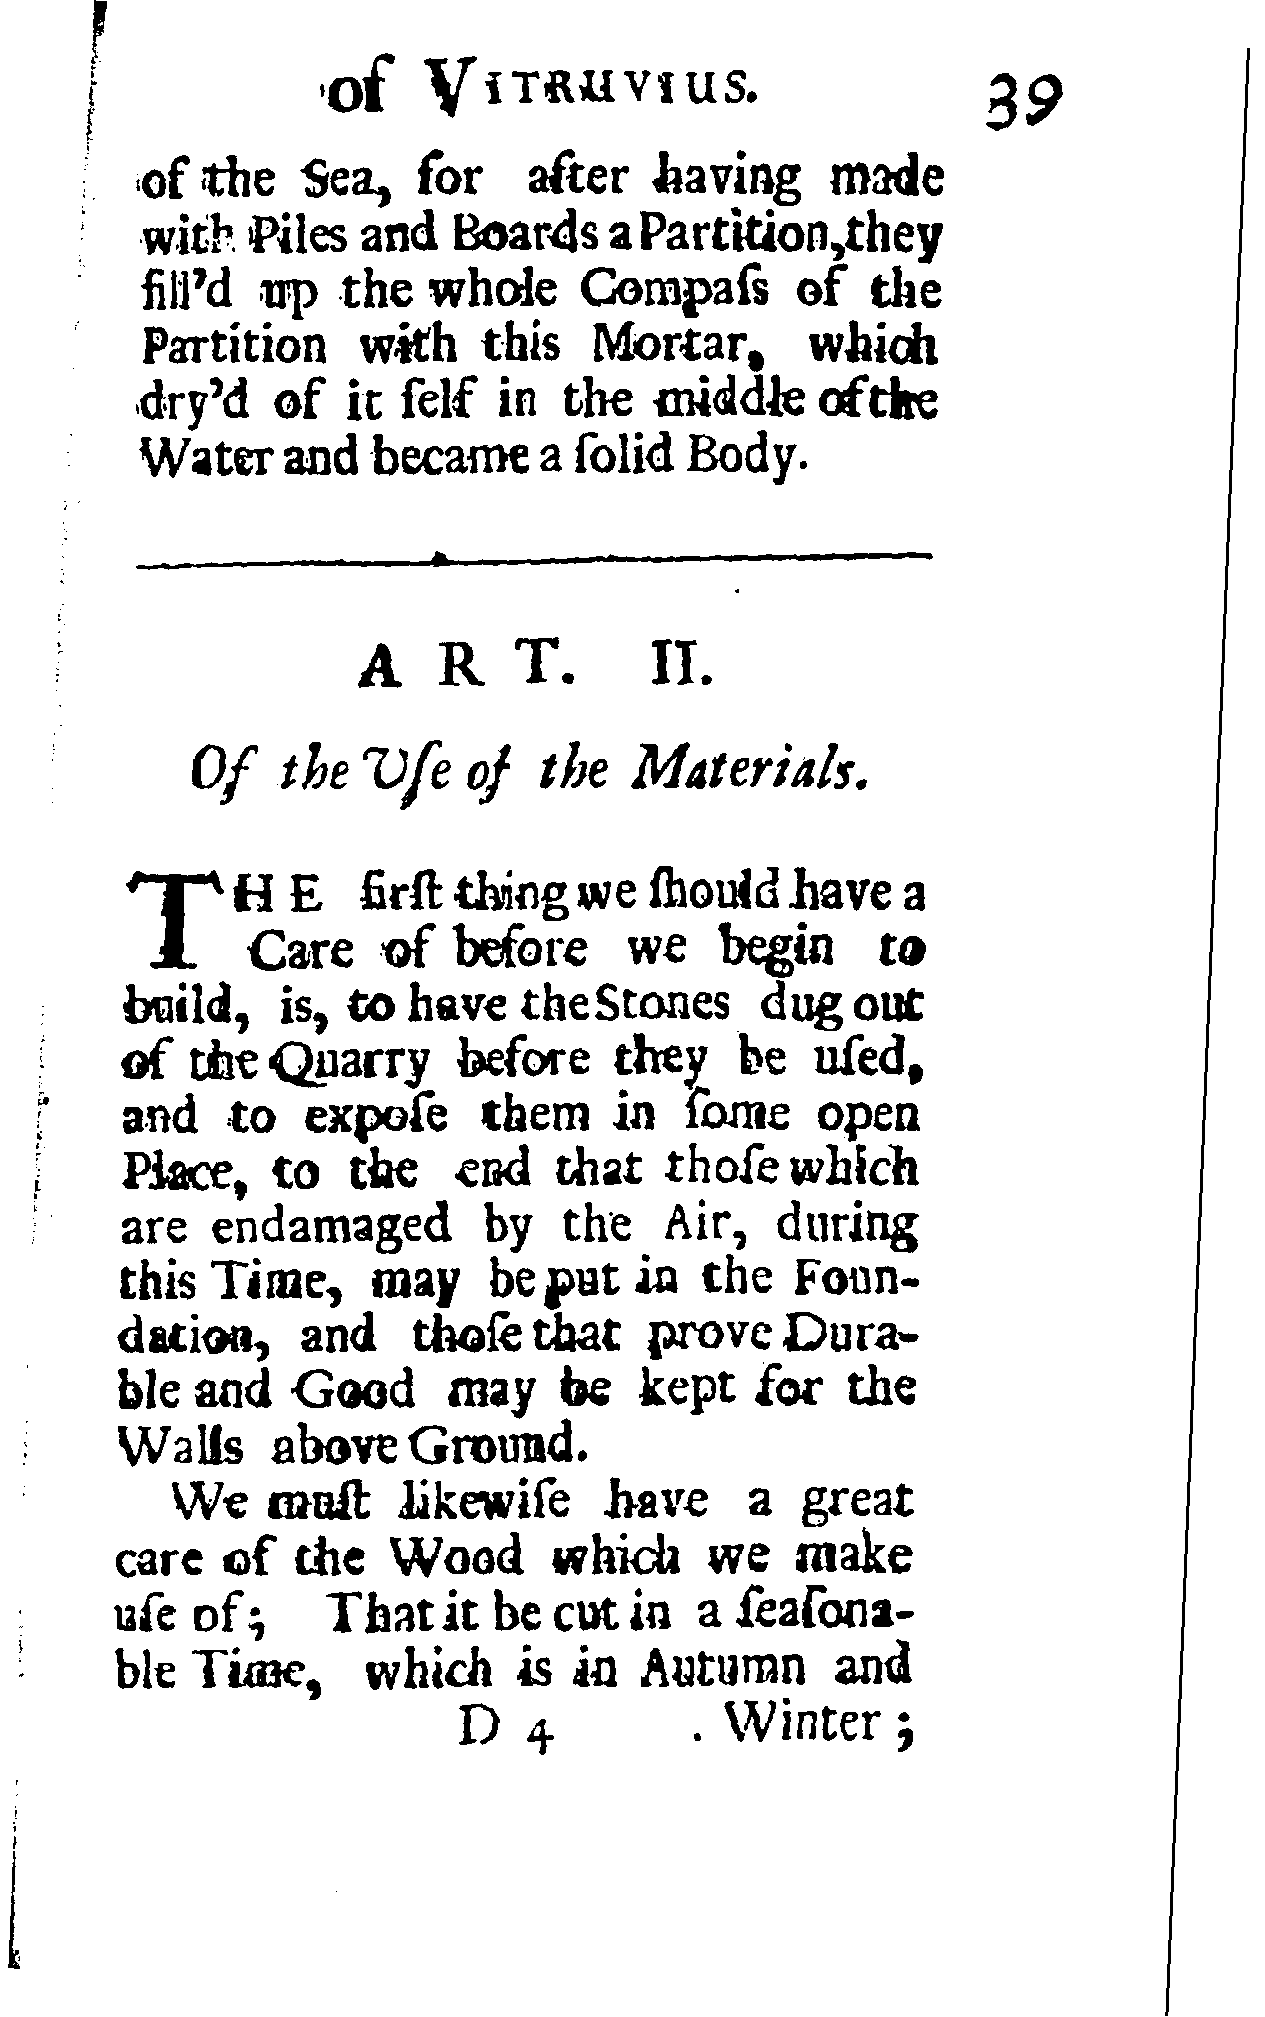 of VITRUVIUS. 39
of the Sea, for after having made
with Piles and Boards a Partition, they
fill'd up the whole Compaſs of the
Partition with this Mortar, which
dry'd of it ſelf in the middle of the
Water and became a ſolid Body.
ART. II.
Of the Uſe of the Materials.
THE firſt thing we ſhould have a
Care of before we begin to
build, is, to have the Stones dug out
of the Quarry before they be uſed,
and to expoſe them in ſome open
Place, to the end that thoſe which
are endamaged by the Air, during
this Time, may be put in the Foun-
dation, and thoſe that prove Dura-
ble and Good may be kept for the
Walls above Ground.
We muſt likewiſe have a great
care of the Wood which we make
uſe of; That it be cut in a ſeaſona-
ble Time, which is in Autumn and
D 4 Winter;